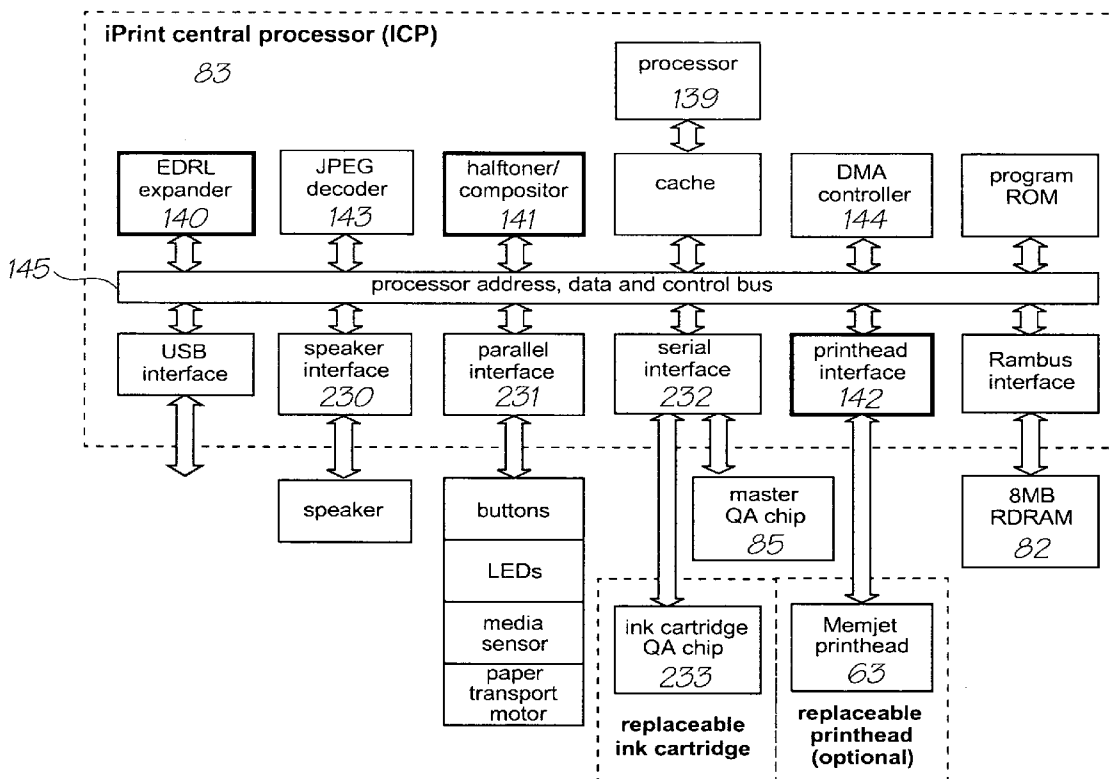 iPrint central processor (ICP)
83
processor
139
EDRL
expander
140
JPEG
decoder
143
halftoner/
compositor
141
cache
DMA
controller
144
program
ROM
145
processor address, data and control bus
USB
interface
speaker
interface
230
parallel
interface
231
serial
interface
232
printhead
interface
142
Rambus
interface
speaker
buttons
LEDs
media
sensor
paper
transport
motor
master
QA chip
85
8MB
RDRAM
82
ink cartridge
QA chip
233
Memjet
printhead
63
replaceable
ink cartridge
replaceable
printhead
(optional)